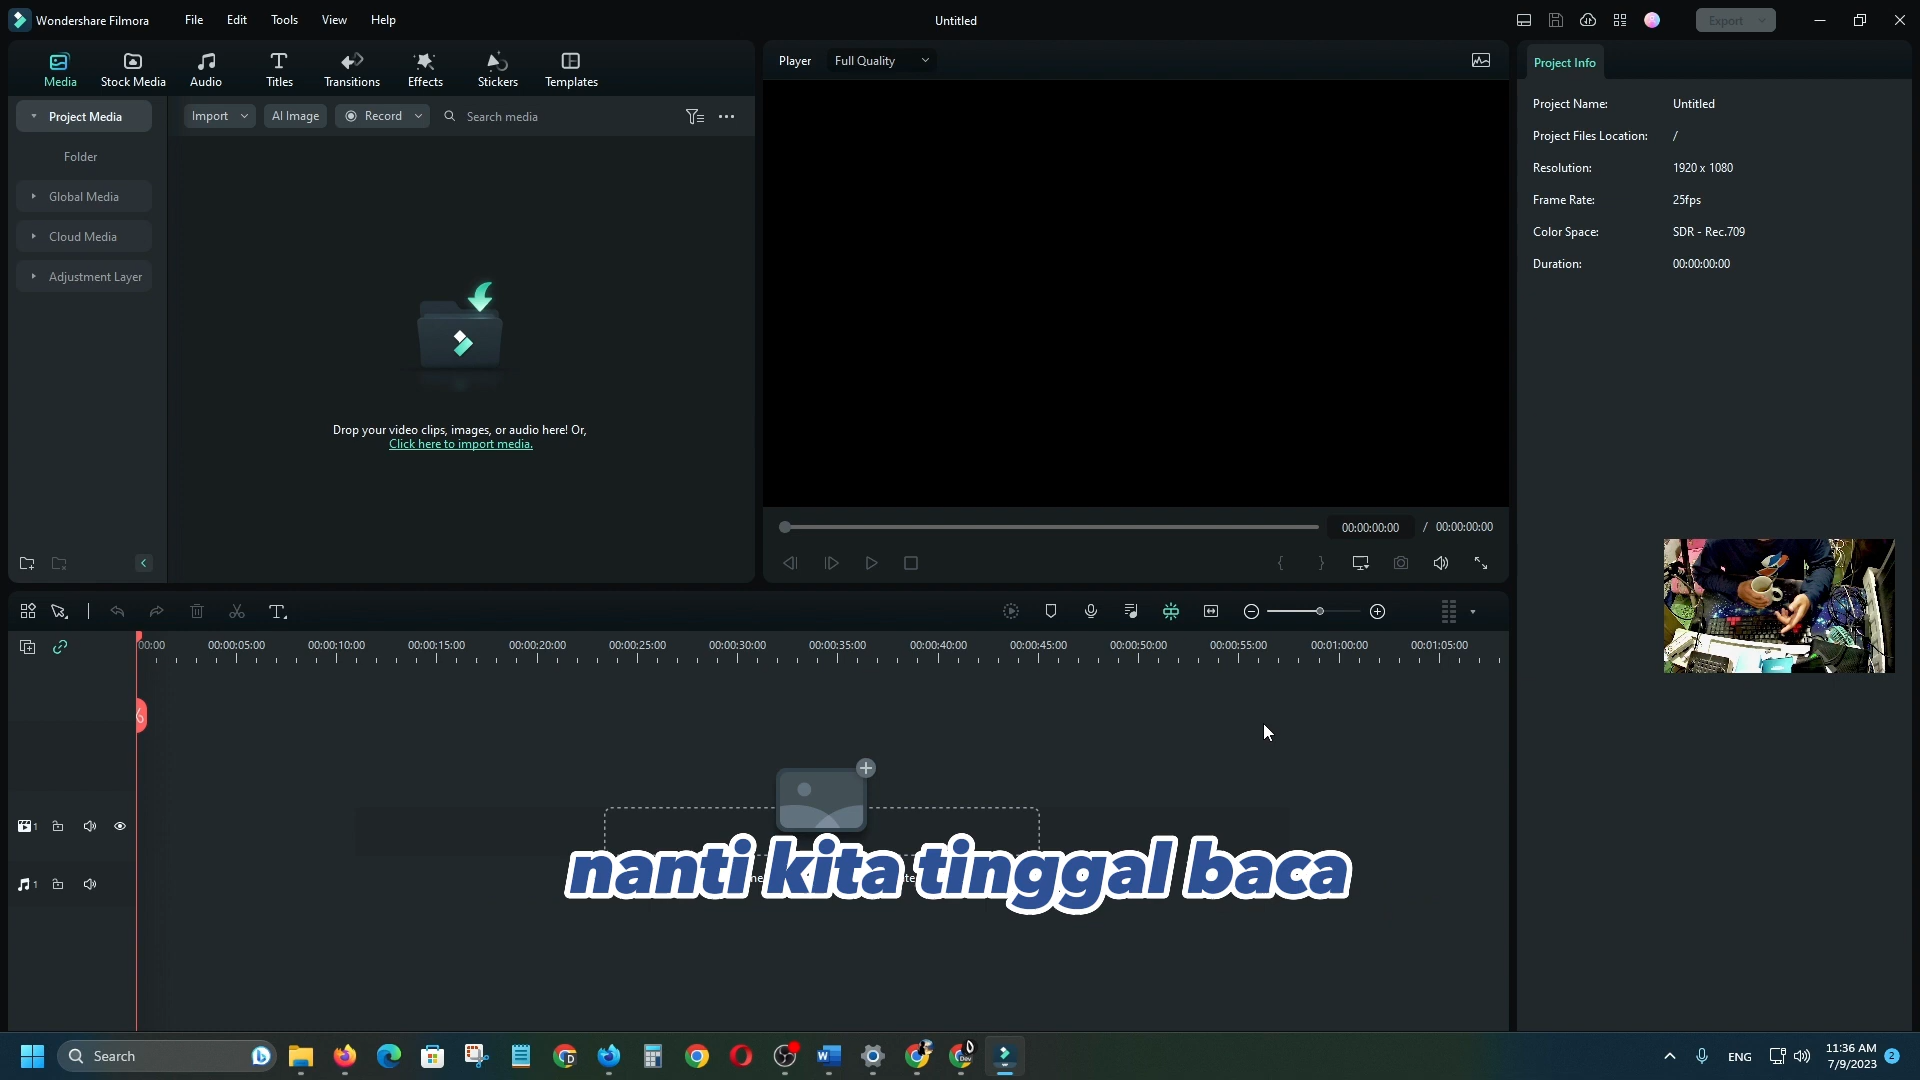 Wondershare Filmora File Edit Tools View Help Untitled Export
Media Stock Media Audio Titles Transitions Effects Stickers Templates
Project Media
Folder
Global Media
Cloud Media
Adjustment Layer
Import AI Image Record Search media
Drop your video clips, images, or audio here! Or,
Click here to import media.
Player Full Quality
00:00:00:00 / 00:00:00:00
Project Info
Project Name: Untitled
Project Files Location: /
Resolution: 1920 x 1080
Frame Rate: 25fps
Color Space: SDR - Rec.709
Duration: 00:00:00:00
00:00 00:00:05:00 00:00:10:00 00:00:15:00 00:00:20:00 00:00:25:00 00:00:30:00 00:00:35:00 00:00:40:00 00:00:45:00 00:00:50:00 00:00:55:00 00:01:00:00 00:01:05:00
1
1
nanti kita tinggal baca
Search
ENG
11:36 AM
7/9/2023
2